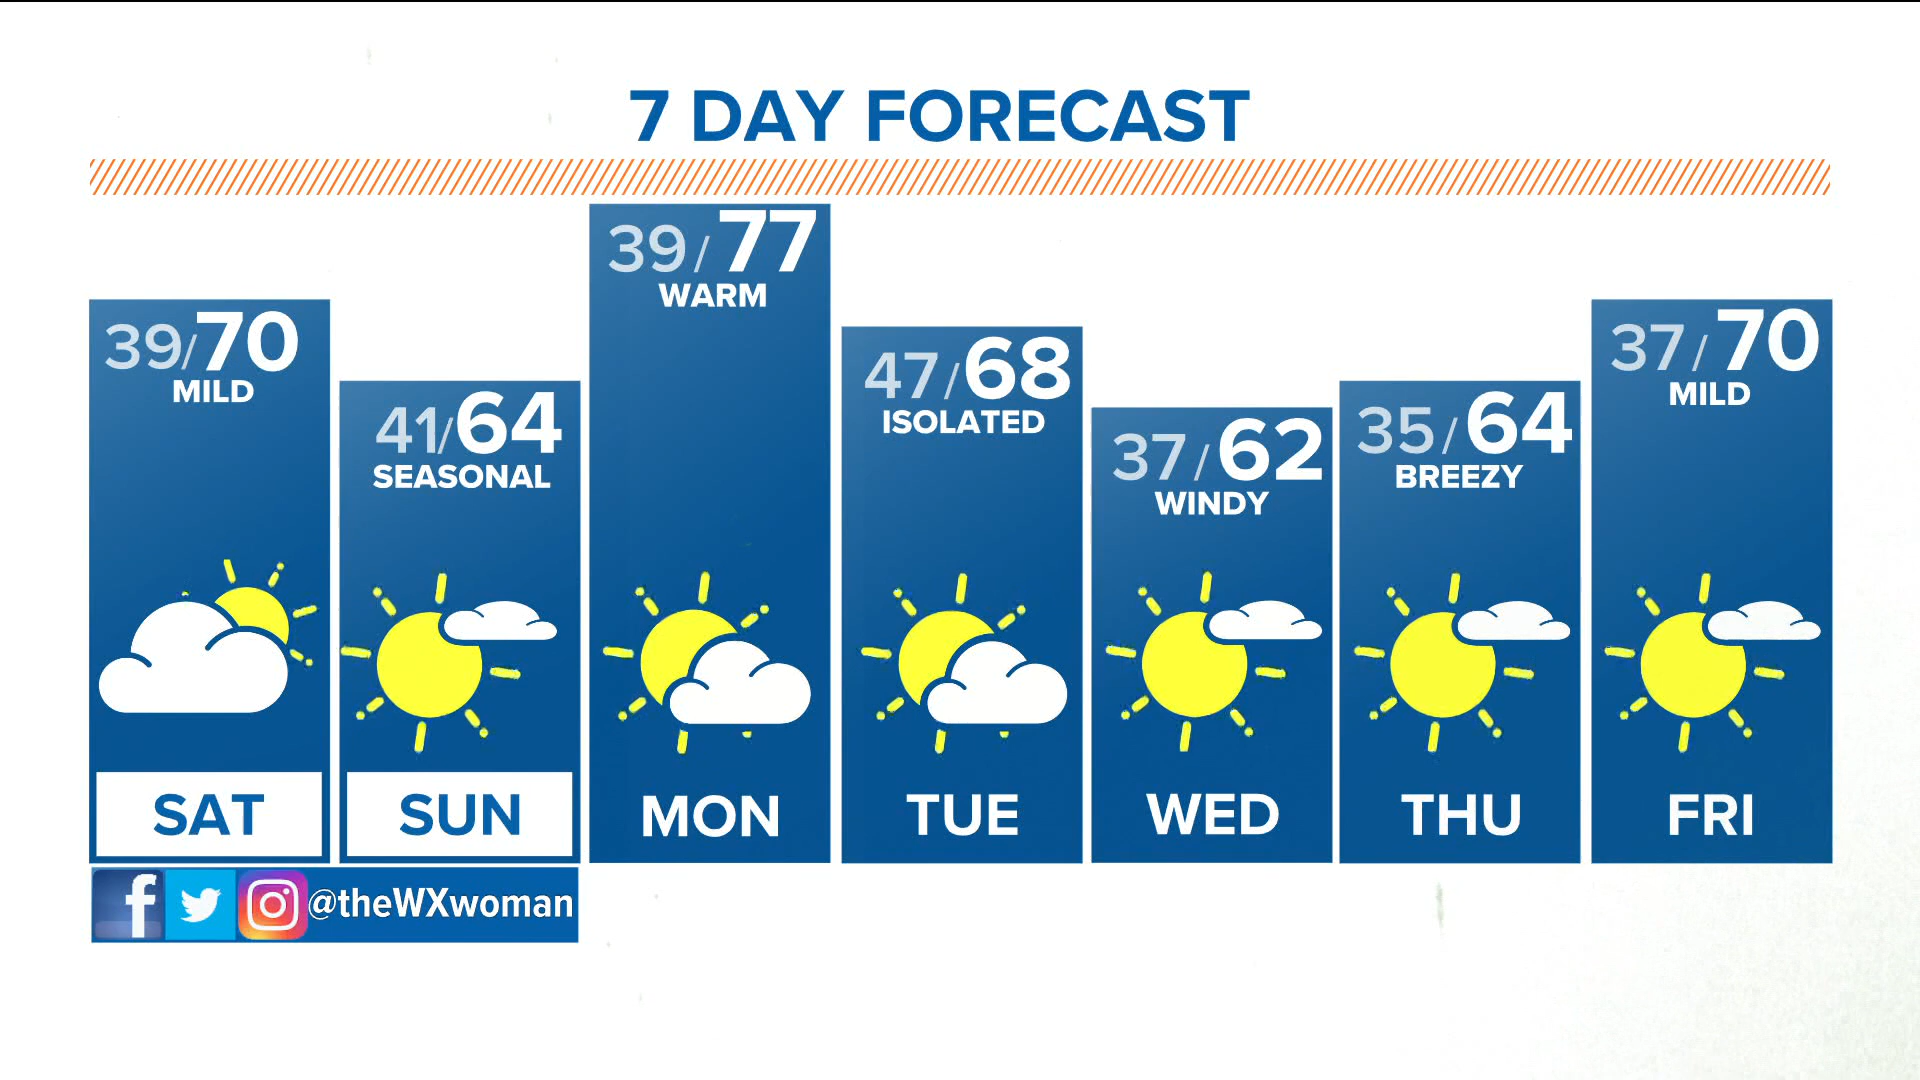 7 DAY FORECAST
39/70
MILD
SAT
41/64
SEASONAL
SUN
39/77
WARM
MON
47/68
ISOLATED
TUE
37/62
WINDY
WED
35/64
BREEZY
THU
37/70
MILD
FRI
@theWXwoman